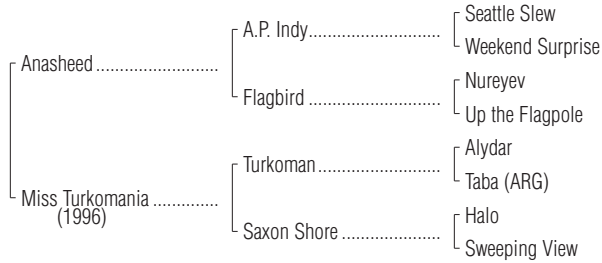 Seattle Slew
A.P. Indy
Weekend Surprise
Anasheed
Nureyev
Flagbird
Up the Flagpole
Alydar
Turkoman
Taba (ARG)
Miss Turkomania
(1996)
Halo
Saxon Shore
Sweeping View